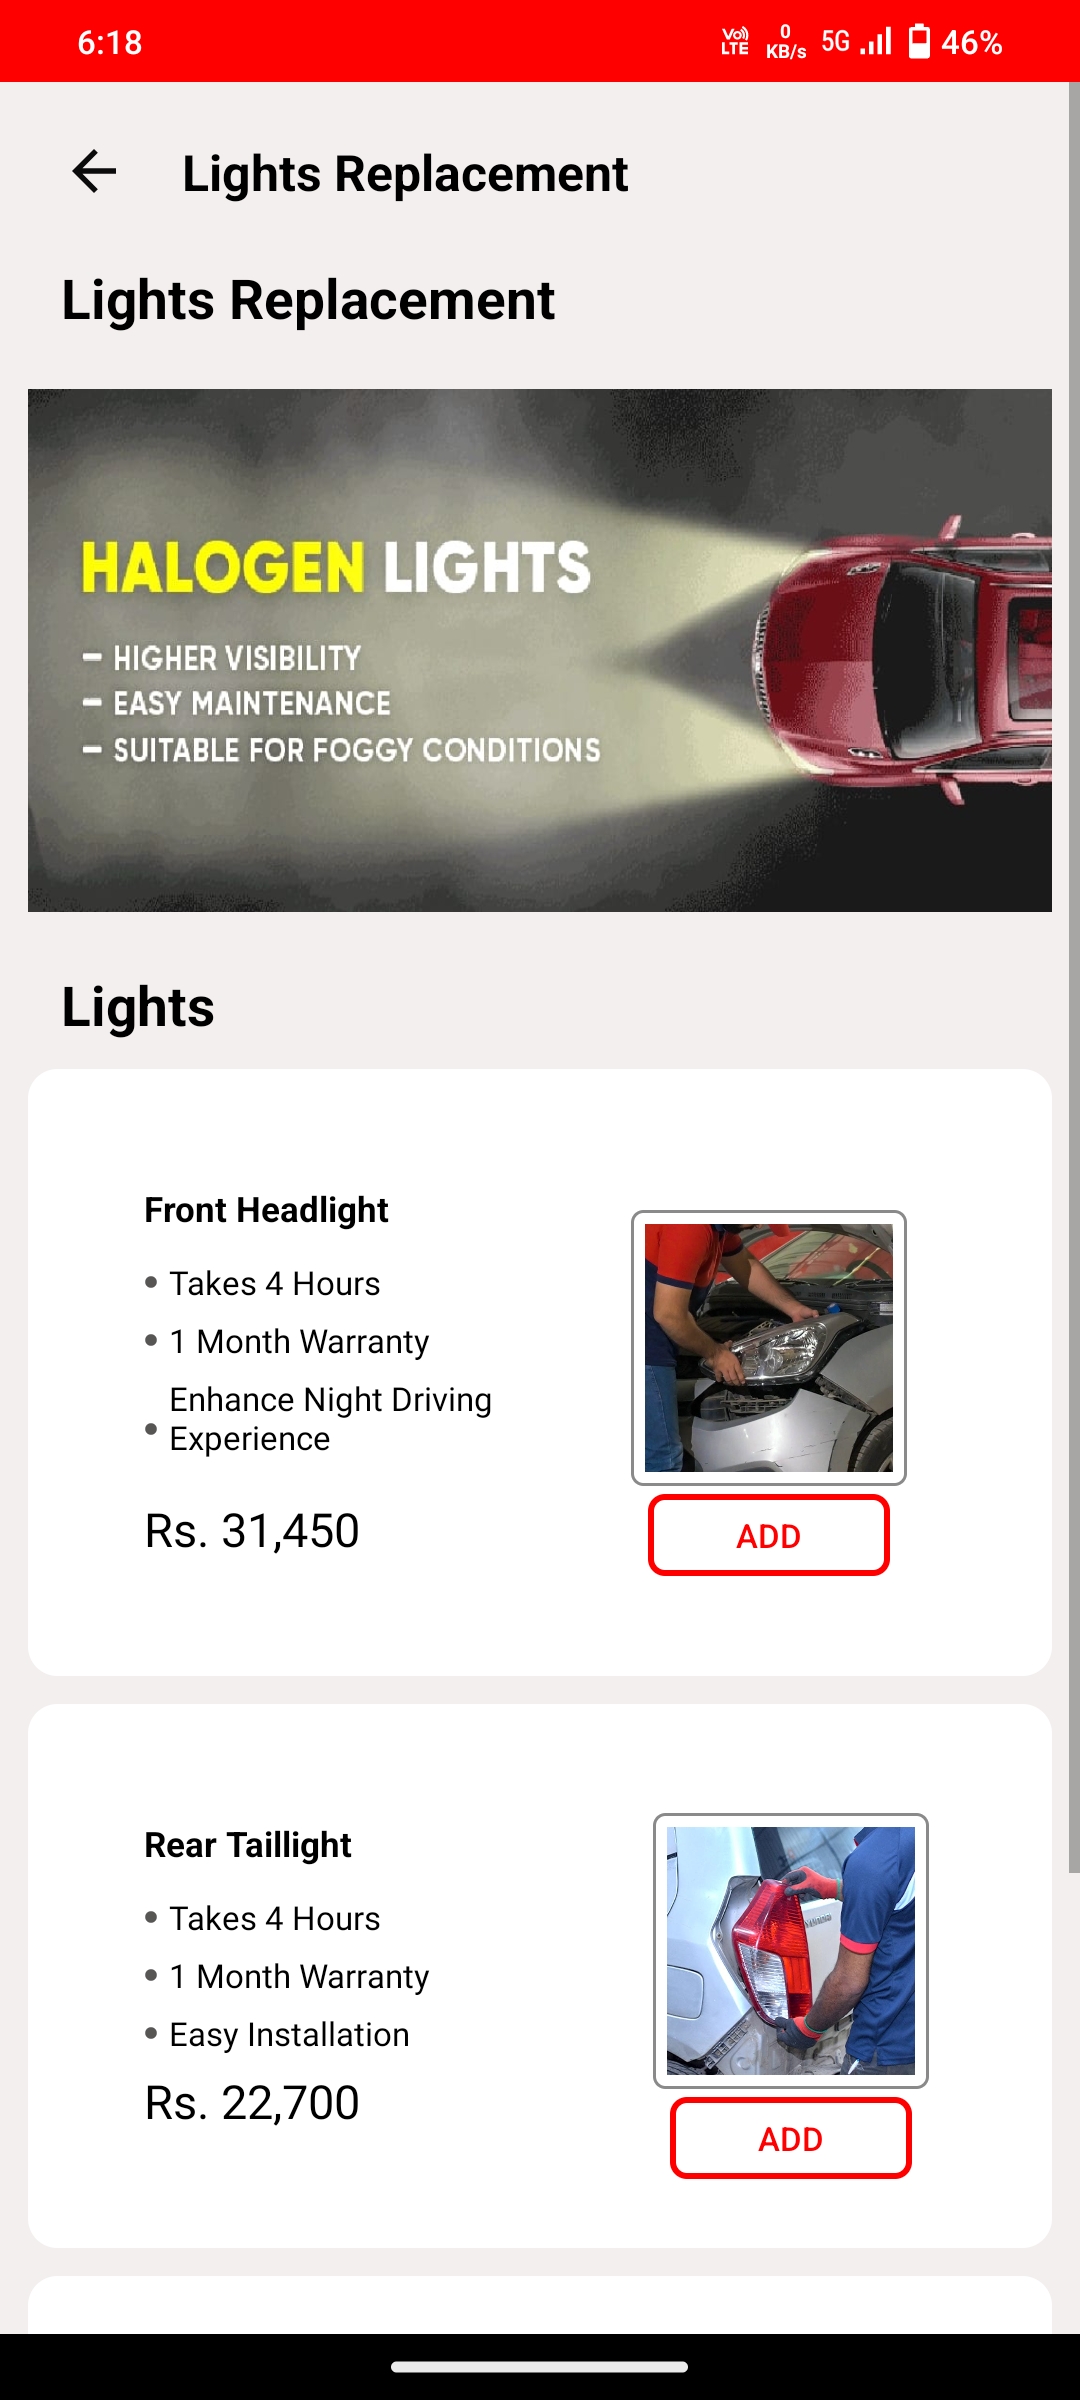 6:18
Vo)) LTE
0 KB/s
5G
46%
Lights Replacement
Lights Replacement
HALOGEN LIGHTS
– HIGHER VISIBILITY
– EASY MAINTENANCE
– SUITABLE FOR FOGGY CONDITIONS
Lights
Front Headlight
• Takes 4 Hours
• 1 Month Warranty
• Enhance Night Driving
Experience
Rs. 31,450
ADD
Rear Taillight
• Takes 4 Hours
• 1 Month Warranty
• Easy Installation
Rs. 22,700
ADD